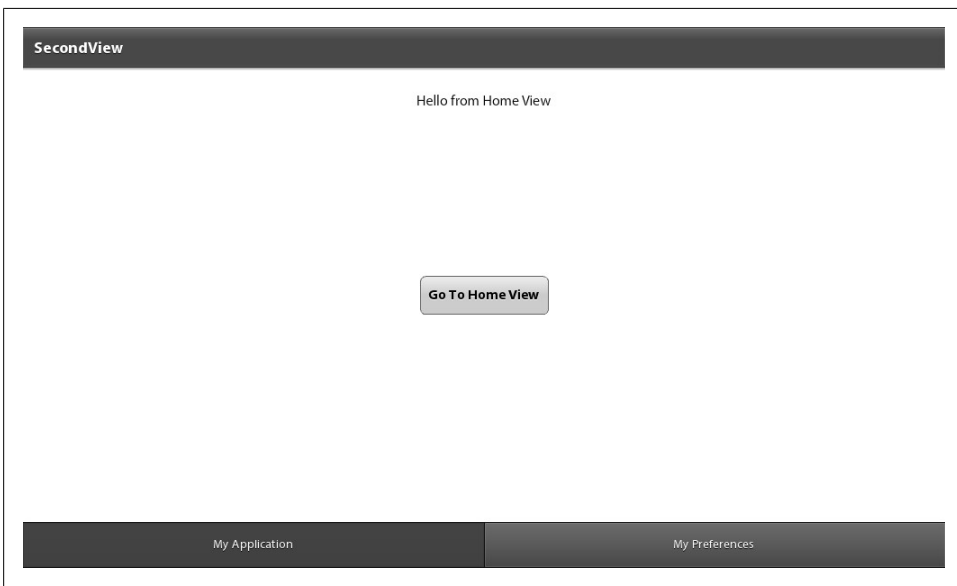 SecondView
Hello from Home View
Go To Home View
My Application
My Preferences